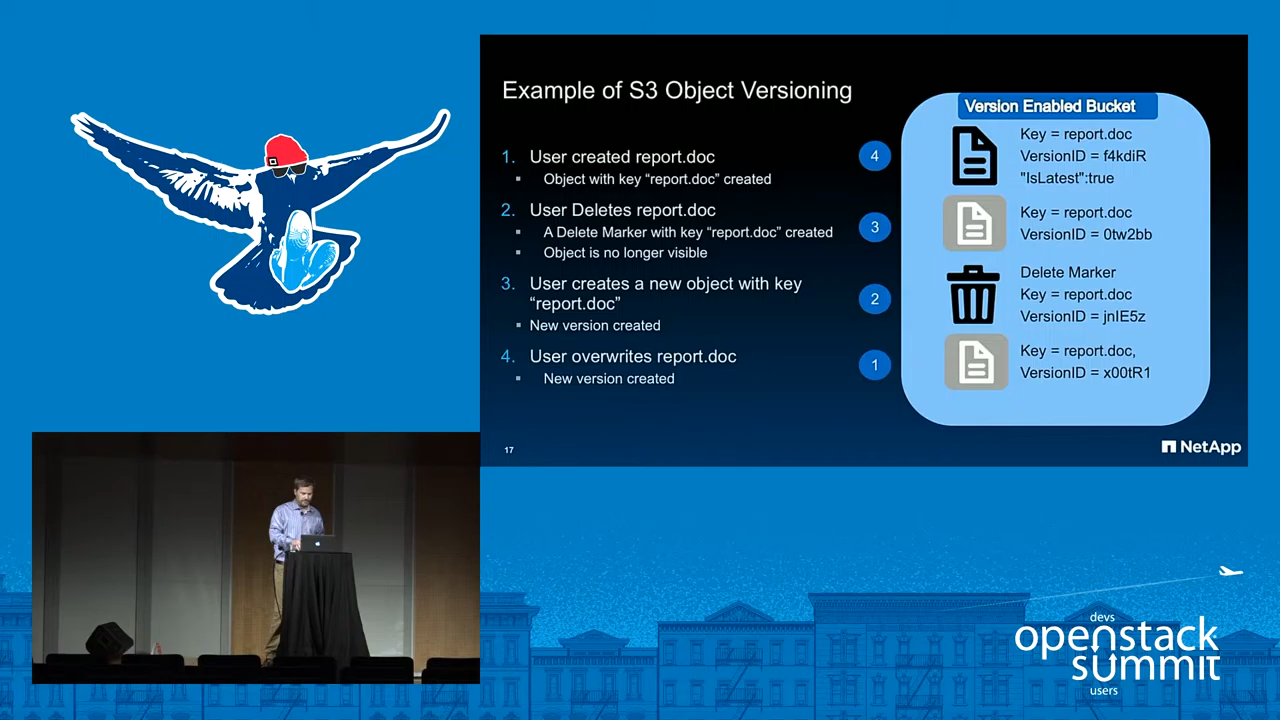 Example of S3 Object Versioning
1. User created report.doc
▪ Object with key “report.doc” created
2. User Deletes report.doc
▪ A Delete Marker with key “report.doc” created
▪ Object is no longer visible
3. User creates a new object with key
“report.doc”
▪ New version created
4. User overwrites report.doc
▪ New version created
17
Version Enabled Bucket
4
Key = report.doc
VersionID = f4kdiR
"IsLatest":true
3
Key = report.doc
VersionID = 0tw2bb
2
Delete Marker
Key = report.doc
VersionID = jnIE5z
1
Key = report.doc,
VersionID = x00tR1
NetApp
devs
openstack
summit
users